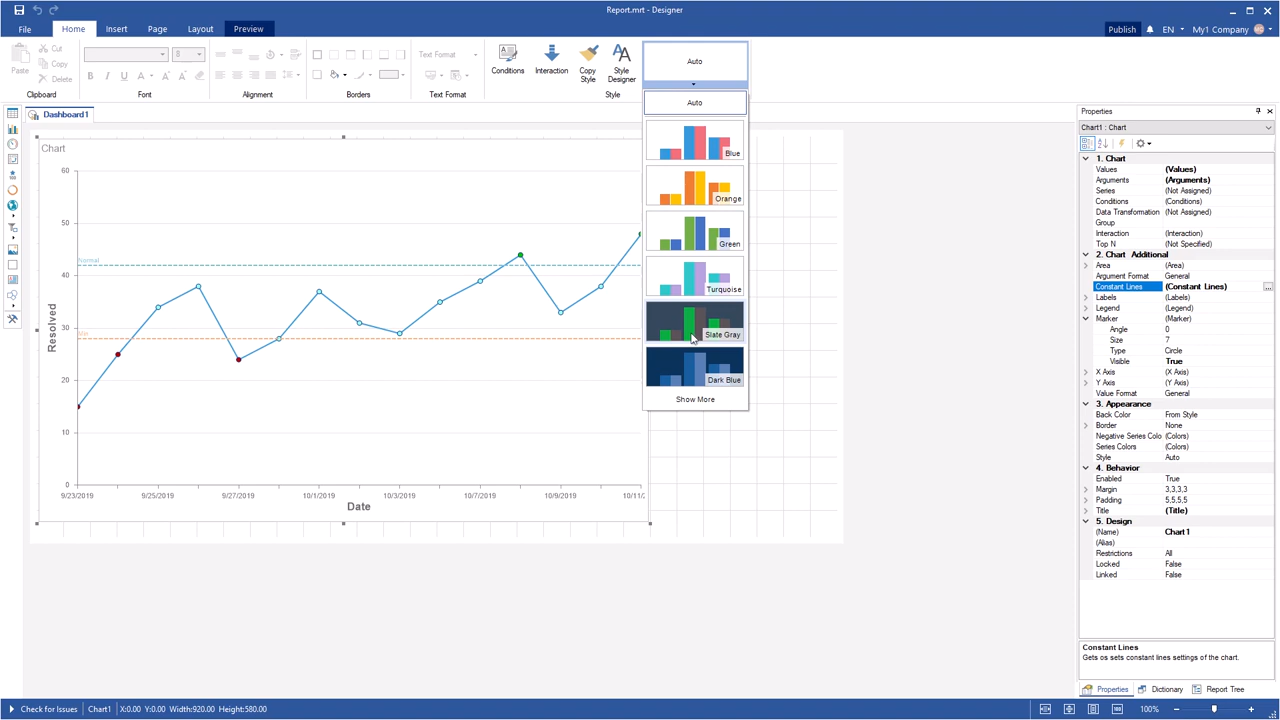 Report.mrt - Designer
File
Home
Insert
Page
Layout
Preview
Publish
EN
My1 Company
Paste
Cut
Copy
Delete
Clipboard
8
B I U A
Font
Alignment
Borders
Text Format
Text Format
Conditions
Interaction
Copy Style
Style Designer
Style
Auto
Auto
Blue
Orange
Green
Turquoise
Slate Gray
Dark Blue
Show More
Dashboard1
Chart
60
50
40
30
20
10
0
Normal
Min
Resolved
9/23/2019
9/25/2019
9/27/2019
10/1/2019
10/3/2019
10/7/2019
10/9/2019
10/11/2
Date
Properties
Chart1 : Chart
1. Chart
Values (Values)
Arguments (Arguments)
Series (Not Assigned)
Conditions (Conditions)
Data Transformation (Not Assigned)
Group
Interaction (Interaction)
Top N (Not Specified)
2. Chart Additional
Area (Area)
Argument Format General
Constant Lines (Constant Lines) ...
Labels (Labels)
Legend (Legend)
Marker (Marker)
Angle 0
Size 7
Type Circle
Visible True
X Axis (X Axis)
Y Axis (Y Axis)
Value Format General
3. Appearance
Back Color From Style
Border None
Negative Series Colo (Colors)
Series Colors (Colors)
Style Auto
4. Behavior
Enabled True
Margin 3,3,3,3
Padding 5,5,5,5
Title (Title)
5. Design
(Name) Chart1
(Alias)
Restrictions All
Locked False
Linked False
Constant Lines
Gets os sets constant lines settings of the chart.
Properties
Dictionary
Report Tree
Check for Issues
Chart1
X:0.00 Y:0.00 Width:920.00 Height:580.00
100%